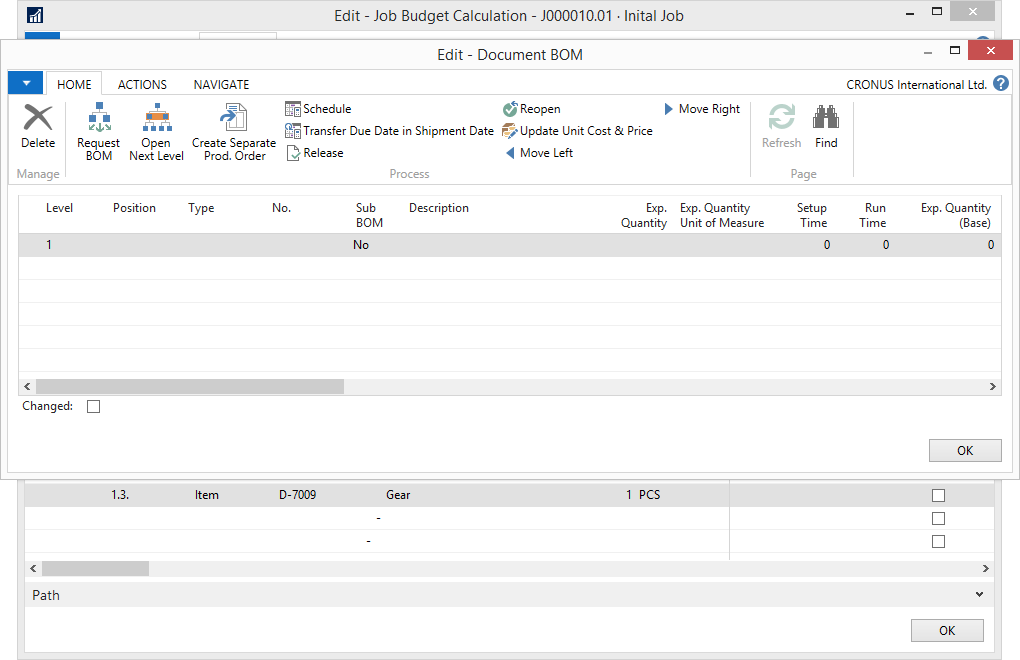 Edit - Job Budget Calculation - J000010.01 · Inital Job
Edit - Document BOM
HOME ACTIONS NAVIGATE CRONUS International Ltd. ?
Delete
Request BOM
Open Next Level
Create Separate Prod. Order
Schedule
Transfer Due Date in Shipment Date
Release
Reopen
Update Unit Cost & Price
Move Left
Move Right
Refresh
Find
Manage Process Page
Level Position Type No. Sub BOM Description Exp. Quantity Exp. Quantity Unit of Measure Setup Time Run Time Exp. Quantity (Base)
1 No 0 0 0
Changed:
OK
1.3. Item D-7009 Gear 1 PCS
-
-
Path
OK